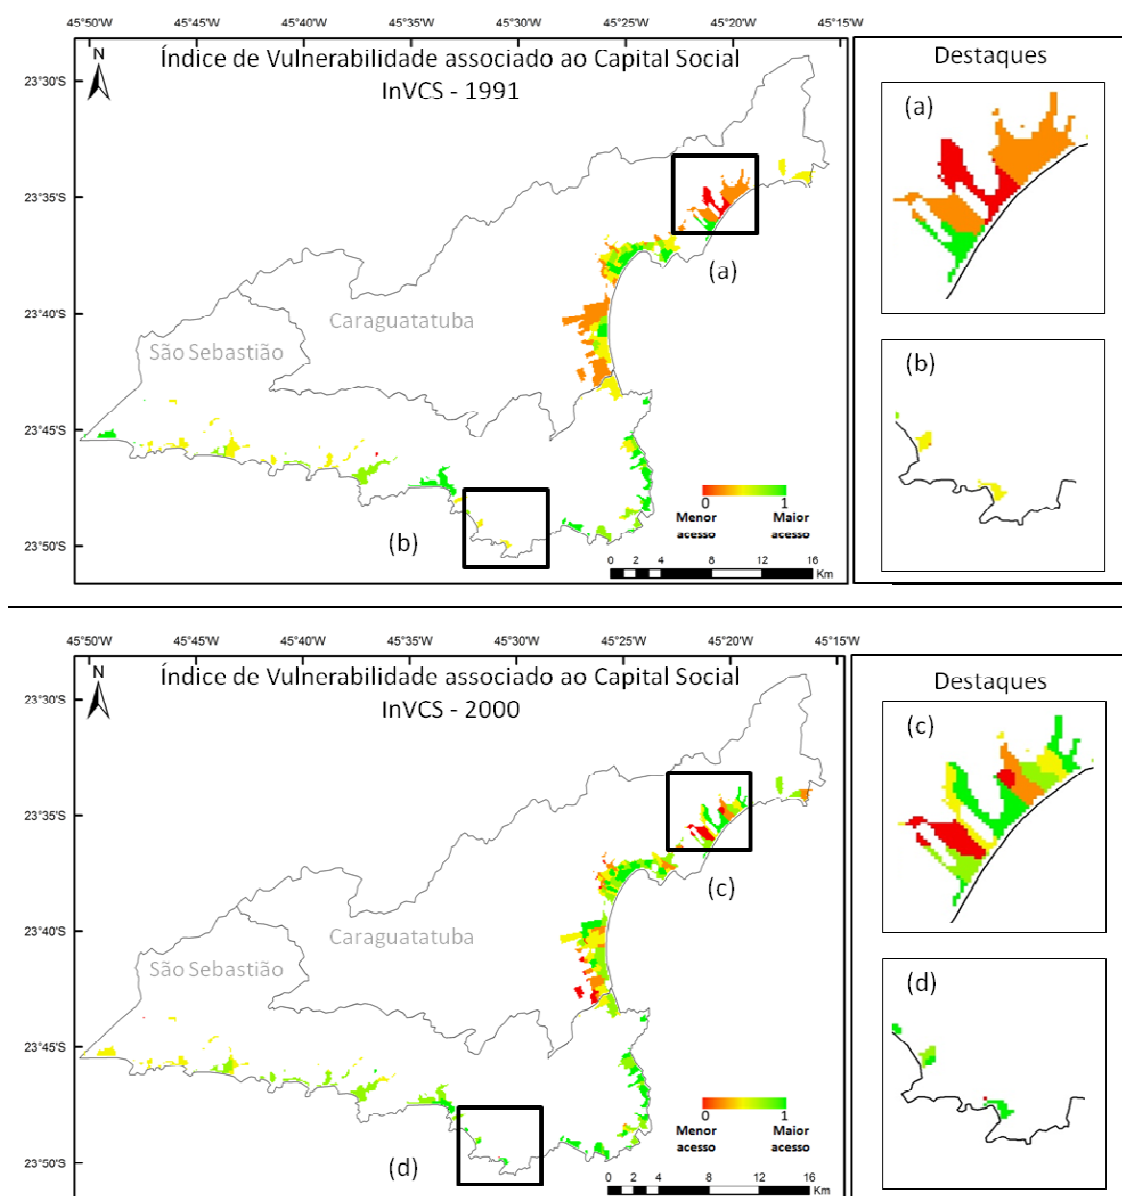 45°50'W 45°45'W 45°40'W 45°35'W 45°30'W 45°25'W 45°20'W 45°15'W
N
Índice de Vulnerabilidade associado ao Capital Social
InVCS - 1991
23°30'S
23°35'S
23°40'S
23°45'S
23°50'S
Caraguatatuba
São Sebastião
(a)
(b)
0 1
Menor acesso
Maior acesso
0 2 4 8 12 16
Km
Destaques
(a)
(b)
45°50'W 45°45'W 45°40'W 45°35'W 45°30'W 45°25'W 45°20'W 45°15'W
N
Índice de Vulnerabilidade associado ao Capital Social
InVCS - 2000
23°30'S
23°35'S
23°40'S
23°45'S
23°50'S
Caraguatatuba
São Sebastião
(c)
(d)
0 1
Menor acesso
Maior acesso
0 2 4 8 12 16
Km
Destaques
(c)
(d)